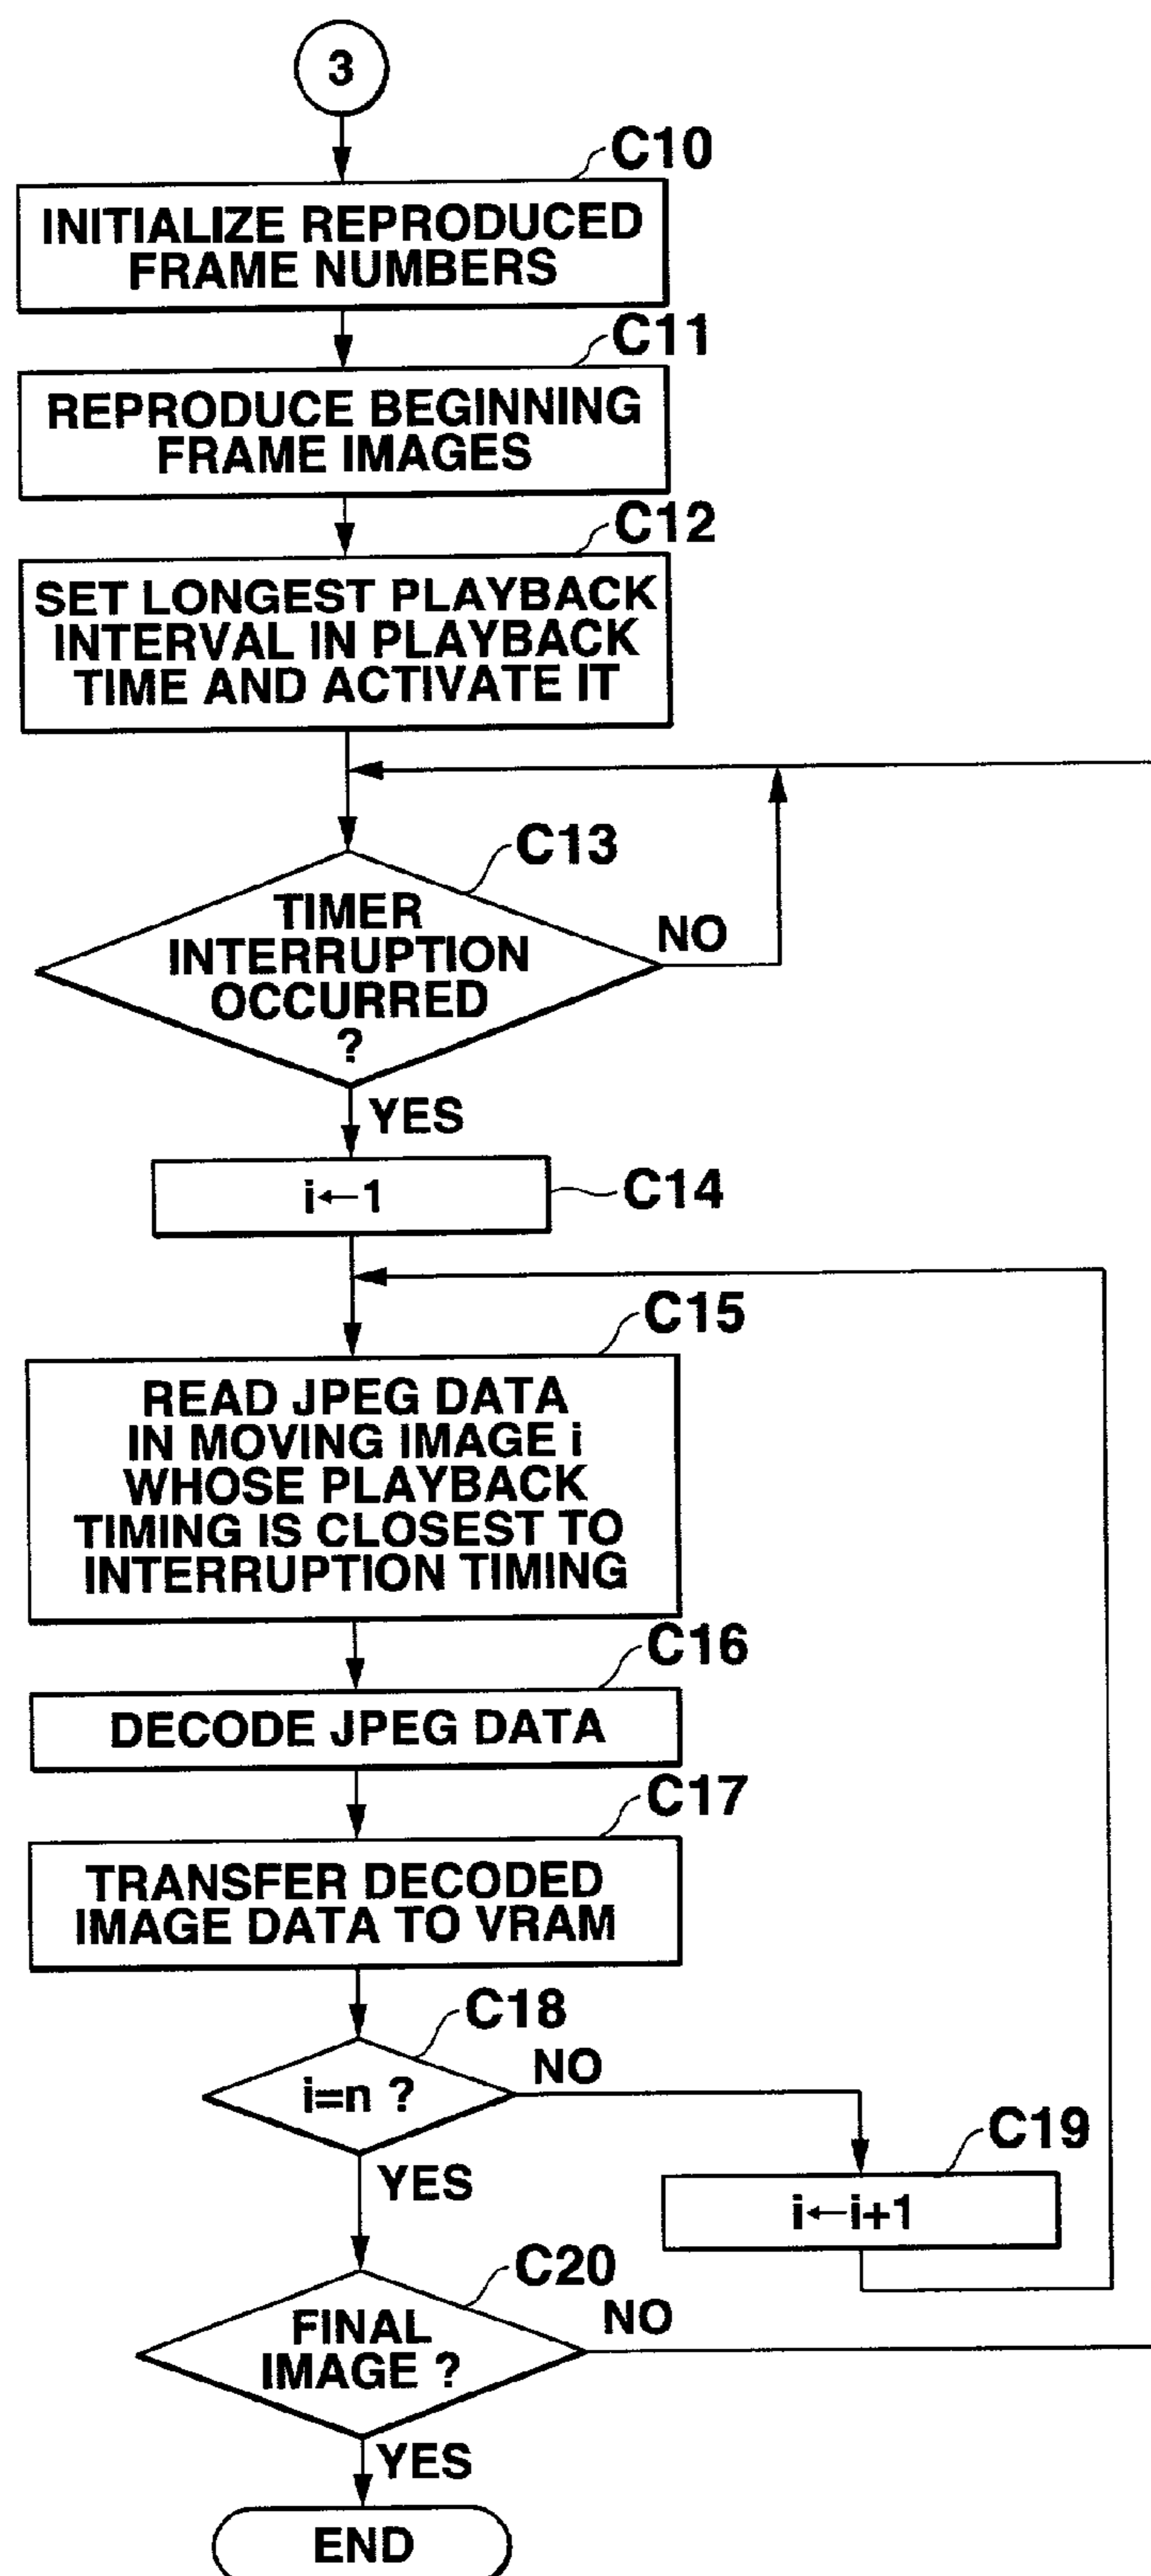 3
C10
INITIALIZE REPRODUCED
FRAME NUMBERS
C11
REPRODUCE BEGINNING
FRAME IMAGES
C12
SET LONGEST PLAYBACK
INTERVAL IN PLAYBACK
TIME AND ACTIVATE IT
C13
TIMER
INTERRUPTION
OCCURRED
?
NO
YES
i←1
C14
C15
READ JPEG DATA
IN MOVING IMAGE i
WHOSE PLAYBACK
TIMING IS CLOSEST TO
INTERRUPTION TIMING
C16
DECODE JPEG DATA
C17
TRANSFER DECODED
IMAGE DATA TO VRAM
C18
i=n ?
NO
YES
C19
i←i+1
C20
FINAL
IMAGE ?
NO
YES
END